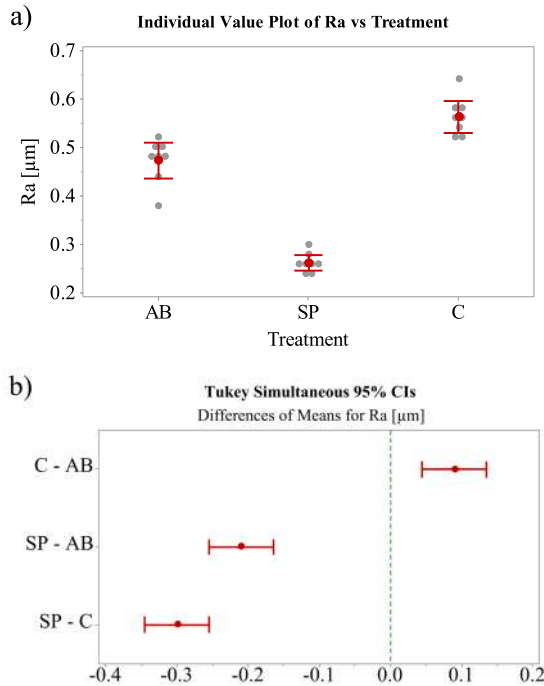 a)
Individual Value Plot of Ra vs Treatment
0.7
0.6
0.5
0.4
0.3
0.2
Ra [µm]
AB SP C
Treatment
b)
Tukey Simultaneous 95% CIs
Differences of Means for Ra [µm]
C - AB
SP - AB
SP - C
-0.4 -0.3 -0.2 -0.1 0.0 0.1 0.2